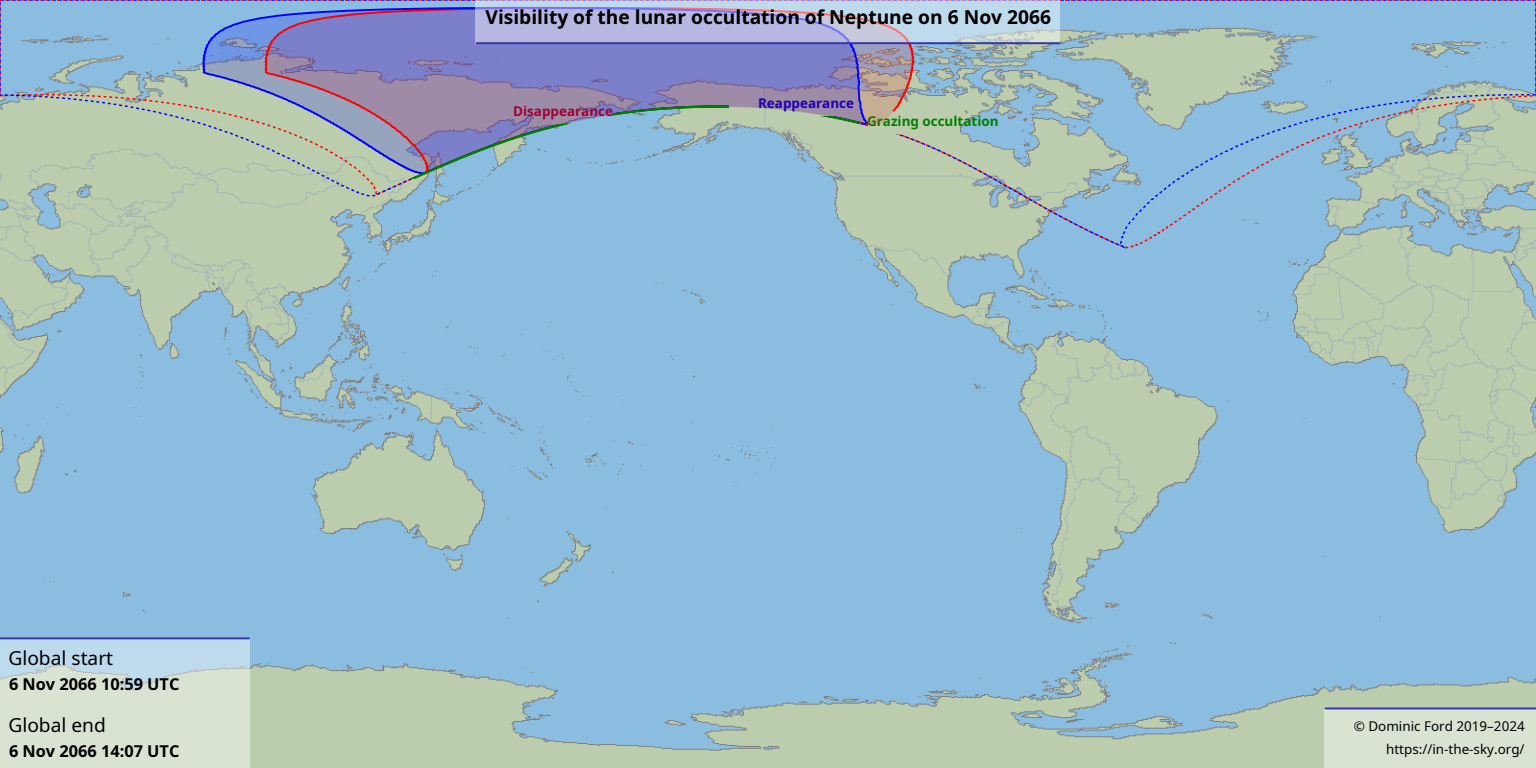 Visibility of the lunar occultation of Neptune on 6 Nov 2066
Reappearance
Disappearance
Grazing occultation
Global start
6 Nov 2066 10:59 UTC
Global end
6 Nov 2066 14:07 UTC
© Dominic Ford 2019–2024
https://in-the-sky.org/